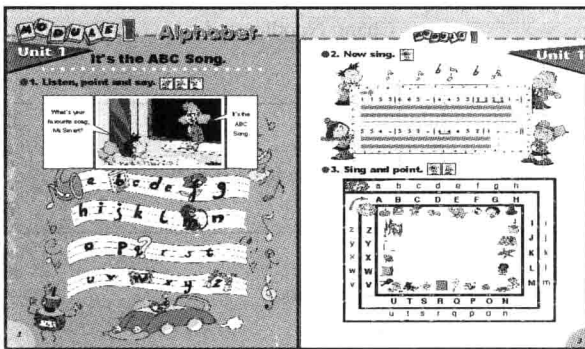 MODULE 1 Alphabet
Unit 1
It's the ABC Song.
1. Listen, point and say.
What's your
favourite song,
Ms Smart?
It's the
ABC
Song.
a b c d e f g
h i j k l m n
o p q r s t
u v w x y z
2
MODULE 1
Unit 1
2. Now sing.
3. Sing and point.
a b c d e f g h
A B C D E F G H
z Z I i
y Y J j
x X K k
w W L l
v V M m
U T S R Q P O N
u t s r q p o n